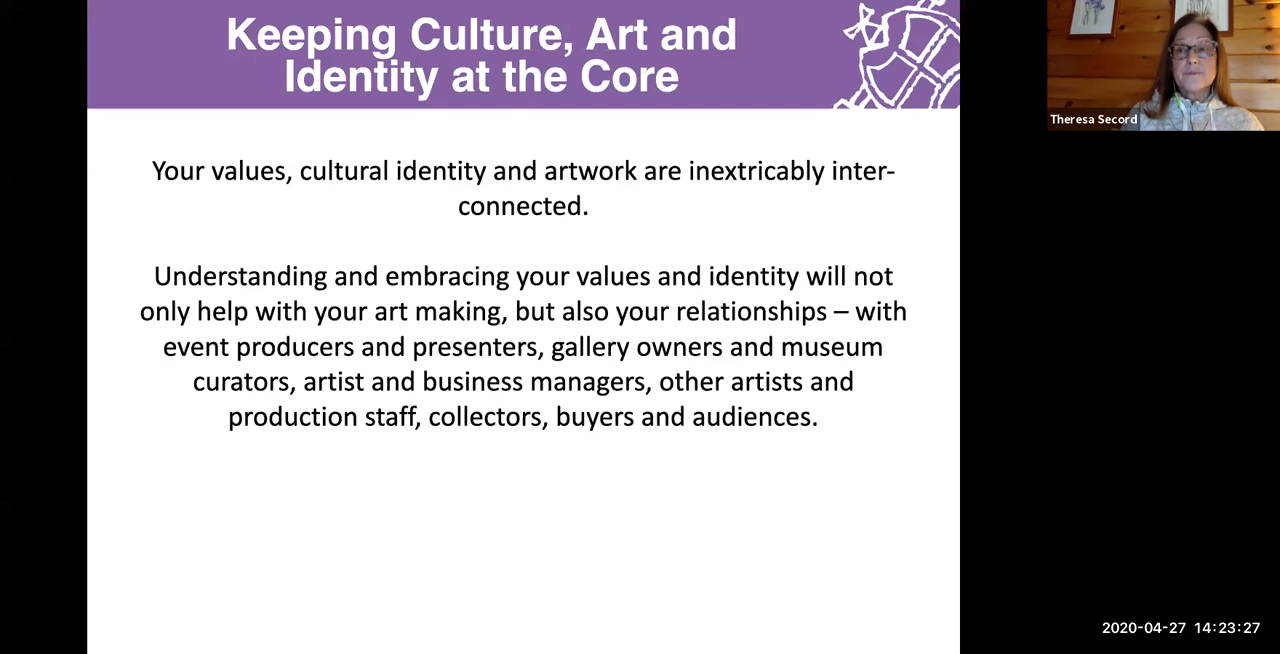 Keeping Culture, Art and
Identity at the Core
Theresa Secord
Your values, cultural identity and artwork are inextricably inter-
connected.
Understanding and embracing your values and identity will not
only help with your art making, but also your relationships – with
event producers and presenters, gallery owners and museum
curators, artist and business managers, other artists and
production staff, collectors, buyers and audiences.
2020-04-27 14:23:27